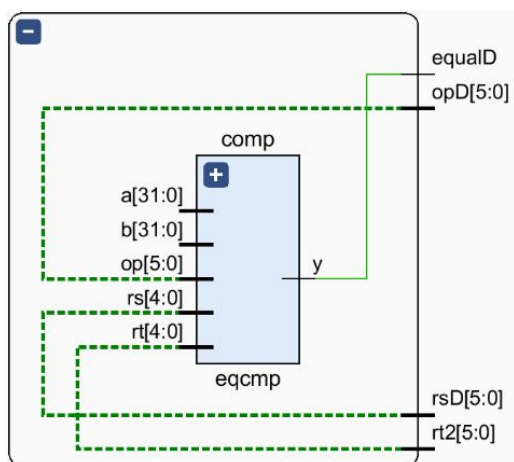 equalD
opD[5:0]
comp
a[31:0]
b[31:0]
op[5:0]
y
rs[4:0]
rt[4:0]
eqcmp
rsD[5:0]
rt2[5:0]